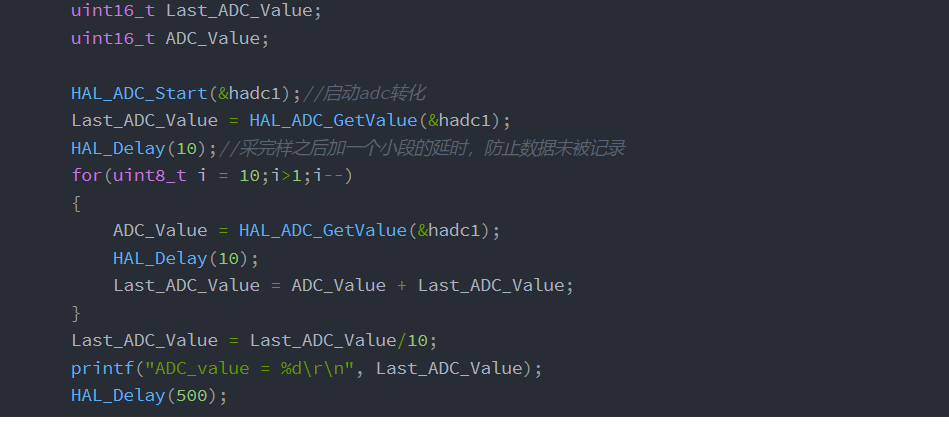 uint16_t Last_ADC_Value;
uint16_t ADC_Value;
HAL_ADC_Start(&hadc1);//启动adc转化
Last_ADC_Value = HAL_ADC_GetValue(&hadc1);
HAL_Delay(10);//采完样之后加一个小段的延时，防止数据未被记录
for(uint8_t i = 10;i>1;i--)
{
ADC_Value = HAL_ADC_GetValue(&hadc1);
HAL_Delay(10);
Last_ADC_Value = ADC_Value + Last_ADC_Value;
}
Last_ADC_Value = Last_ADC_Value/10;
printf("ADC_value = %d\r\n", Last_ADC_Value);
HAL_Delay(500);